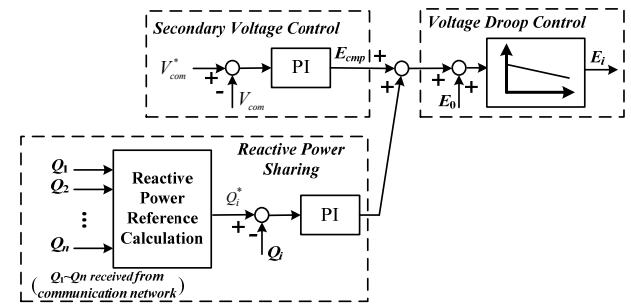 Secondary Voltage Control
V*com
+
-
Vcom
PI
Ecmp
+
+
Voltage Droop Control
+
E0
+
Ei
Reactive Power
Sharing
Q1
Q2
⋮
Qn
Reactive
Power
Reference
Calculation
Qi*
+
-
Qi
PI
(Q1~Qn received from
communication network)